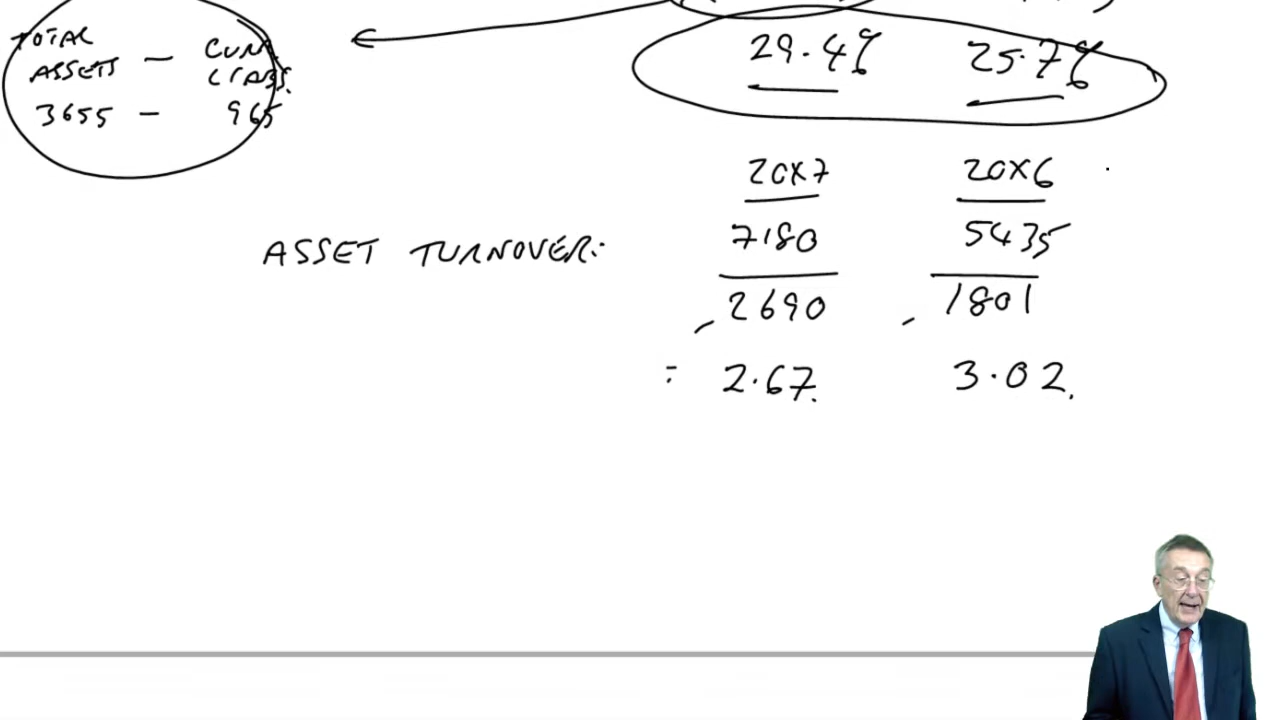 29.4% 25.7%
TOTAL ASSETS – CURR. LIABS.
3655 – 965
20X7 20X6
ASSET TURNOVER: 7180 5435
2690 1801
= 2.67 3.02